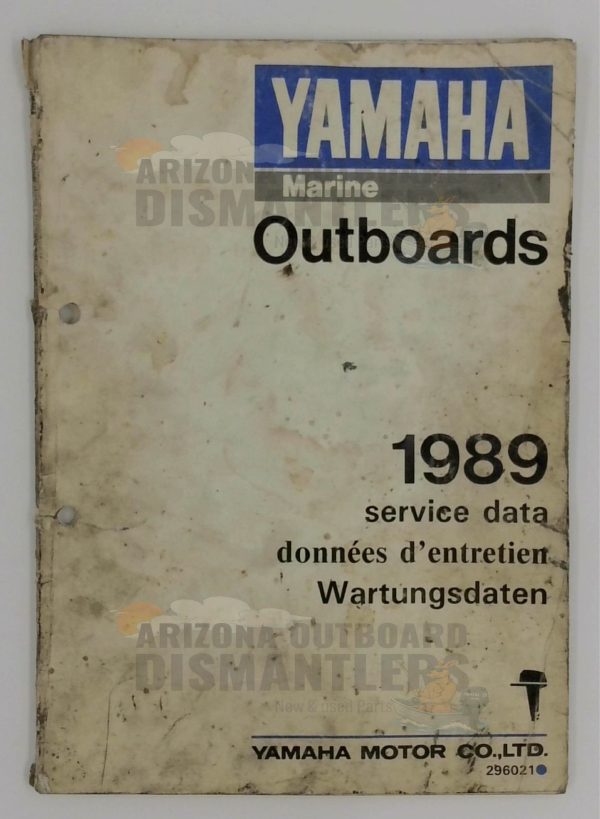 YAMAHA
Marine
ARIZONA OUTBOARD
DISMANTLERS
Outboards
1989
service data
données d'entretien
Wartungsdaten
ARIZONA OUTBOARD
DISMANTLERS
New & used Parts
YAMAHA MOTOR CO.,LTD.
296021